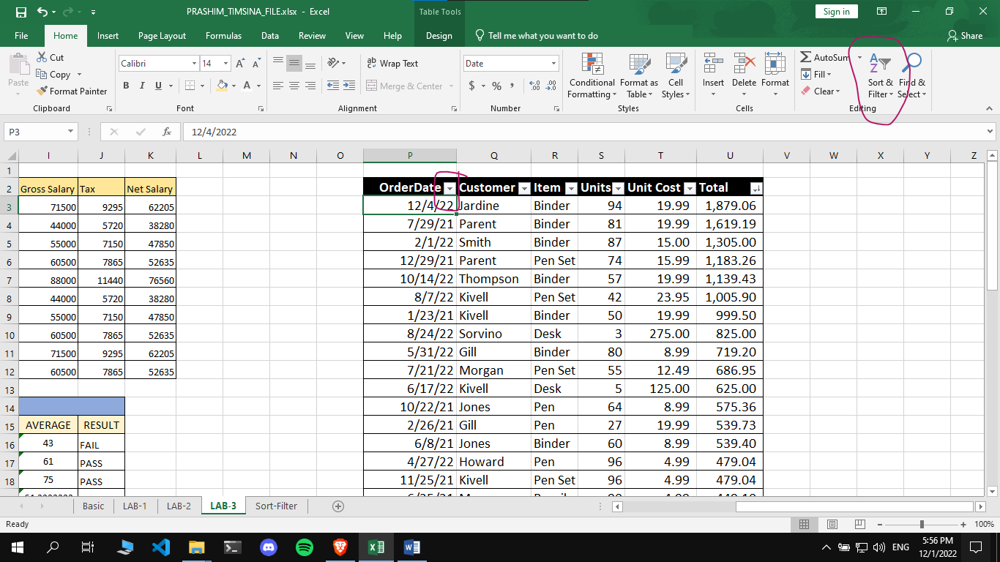 PRASHIM_TIMSINA_FILE.xlsx - Excel
Table Tools
Sign in
File Home Insert Page Layout Formulas Data Review View Help Design Tell me what you want to do Share
Paste
Cut
Copy
Format Painter
Clipboard
Calibri 14
B I U
Font
Wrap Text
Merge & Center
Alignment
Date
$ % ,
Number
Conditional Formatting
Format as Table
Cell Styles
Styles
Insert Delete Format
Cells
AutoSum
Fill
Clear
Sort & Filter
Find & Select
Editing
P3 fx 12/4/2022
I J K L M N O P Q R S T U V W X Y Z
1
2 Gross Salary Tax Net Salary OrderDate Customer Item Units Unit Cost Total
3 71500 9295 62205 12/4/22 Jardine Binder 94 19.99 1,879.06
4 44000 5720 38280 7/29/21 Parent Binder 81 19.99 1,619.19
5 55000 7150 47850 2/1/22 Smith Binder 87 15.00 1,305.00
6 60500 7865 52635 12/29/21 Parent Pen Set 74 15.99 1,183.26
7 88000 11440 76560 10/14/22 Thompson Binder 57 19.99 1,139.43
8 44000 5720 38280 8/7/22 Kivell Pen Set 42 23.95 1,005.90
9 55000 7150 47850 1/23/21 Kivell Binder 50 19.99 999.50
10 60500 7865 52635 8/24/22 Sorvino Desk 3 275.00 825.00
11 71500 9295 62205 5/31/22 Gill Binder 80 8.99 719.20
12 60500 7865 52635 7/21/22 Morgan Pen Set 55 12.49 686.95
13 6/17/22 Kivell Desk 5 125.00 625.00
14 10/22/21 Jones Pen 64 8.99 575.36
15 AVERAGE RESULT 2/26/21 Gill Pen 27 19.99 539.73
16 43 FAIL 6/8/21 Jones Binder 60 8.99 539.40
17 61 PASS 4/27/22 Howard Pen 96 4.99 479.04
18 75 PASS 11/25/21 Kivell Pen Set 96 4.99 479.04
Basic LAB-1 LAB-2 LAB-3 Sort-Filter
Ready 100%
ENG
5:56 PM
12/1/2022